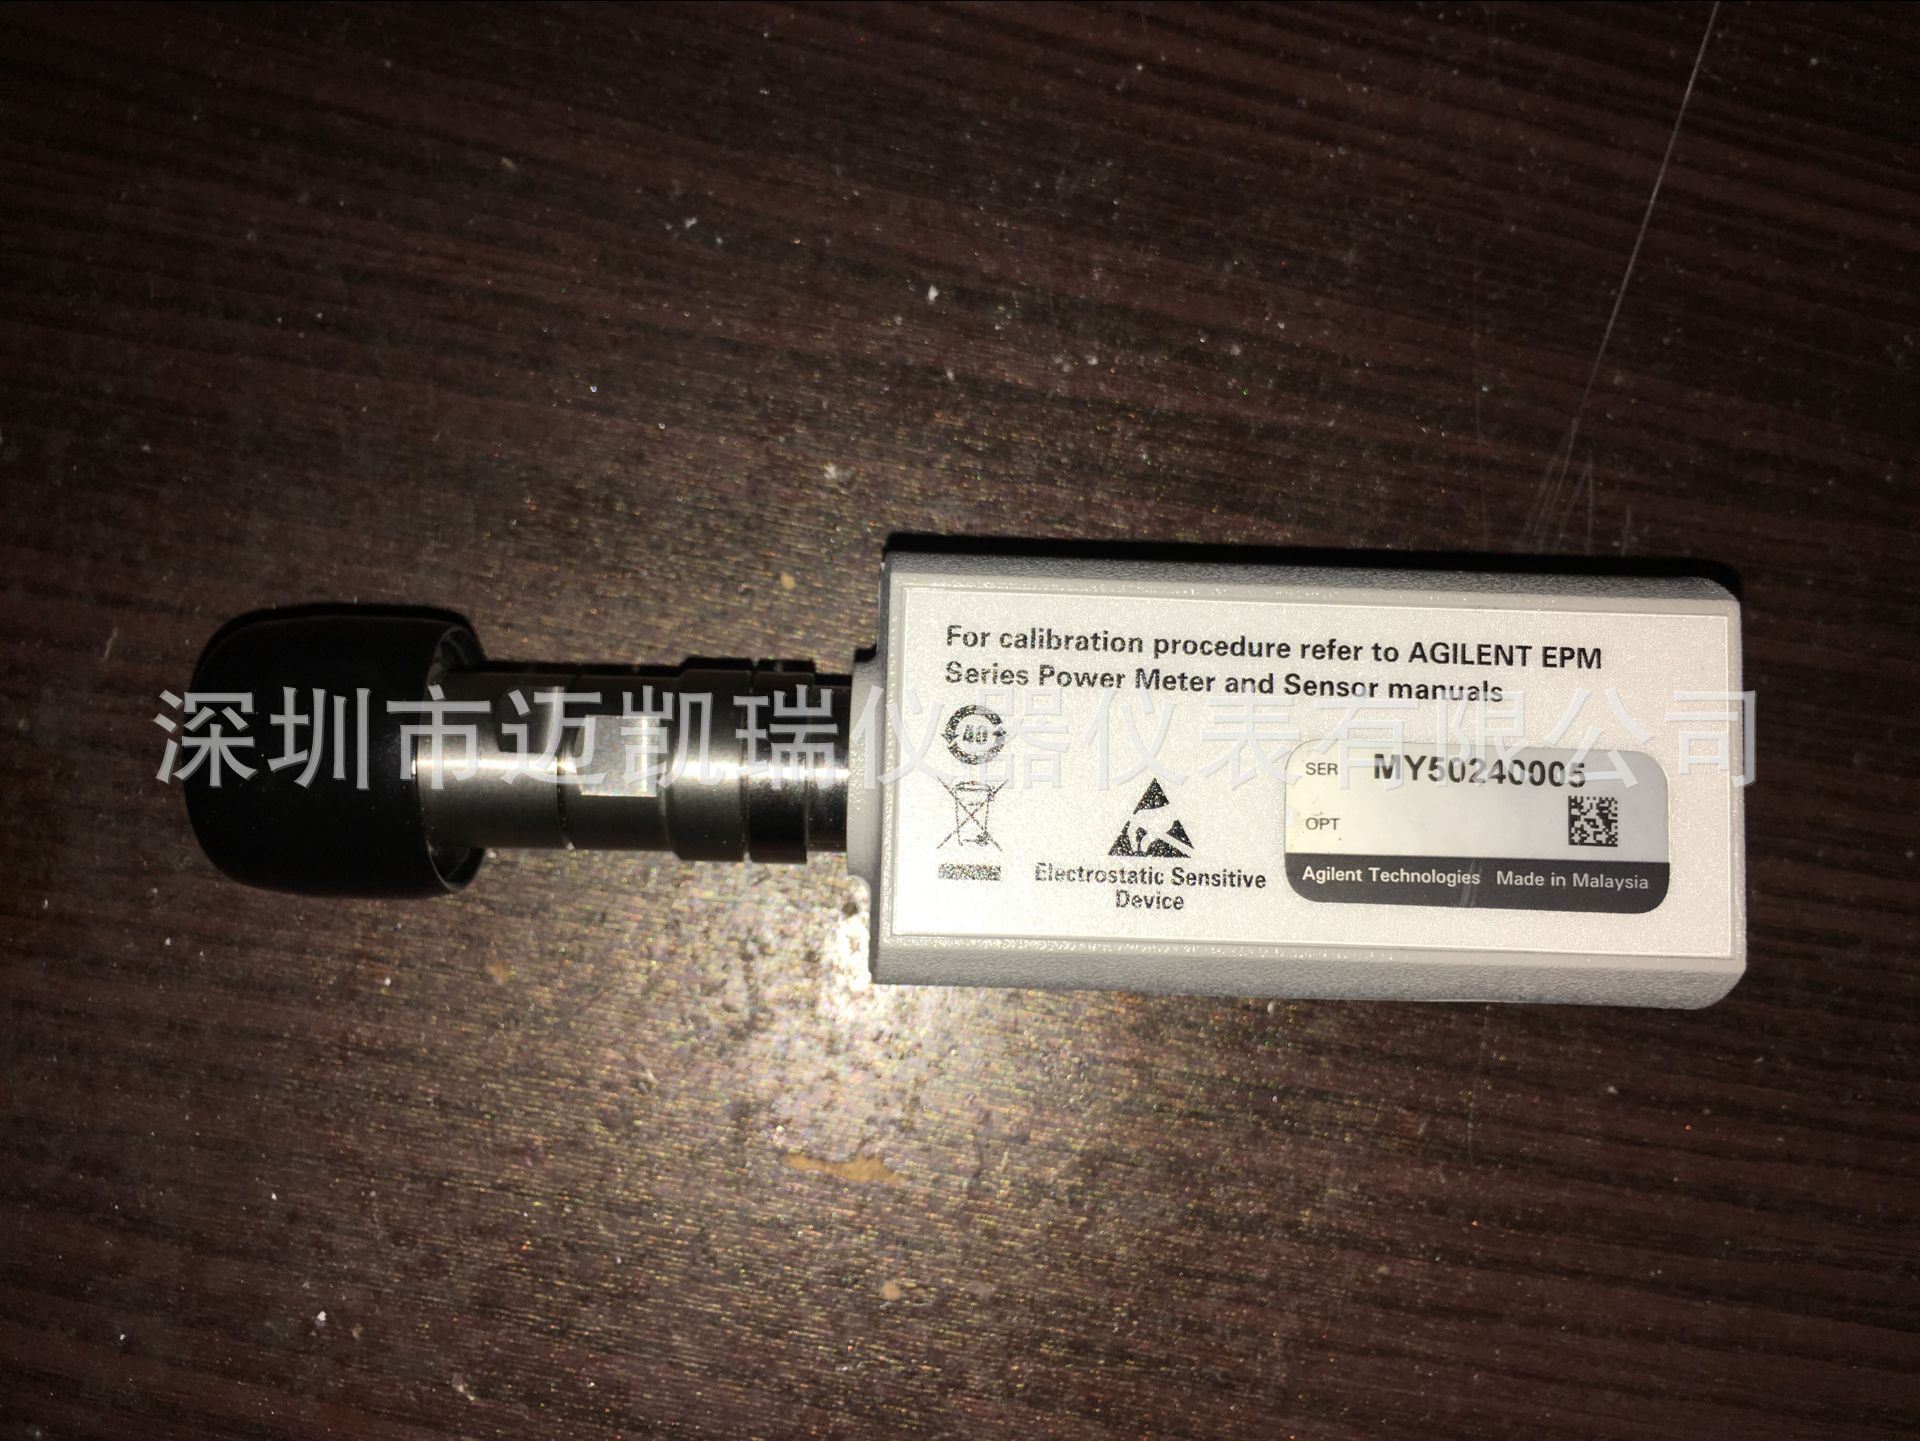 For calibration procedure refer to AGILENT EPM
Series Power Meter and Sensor manuals
深圳市迈凯瑞仪器仪表有限公司
40
SER MY50240005
OPT
Electrostatic Sensitive
Device
Agilent Technologies Made in Malaysia